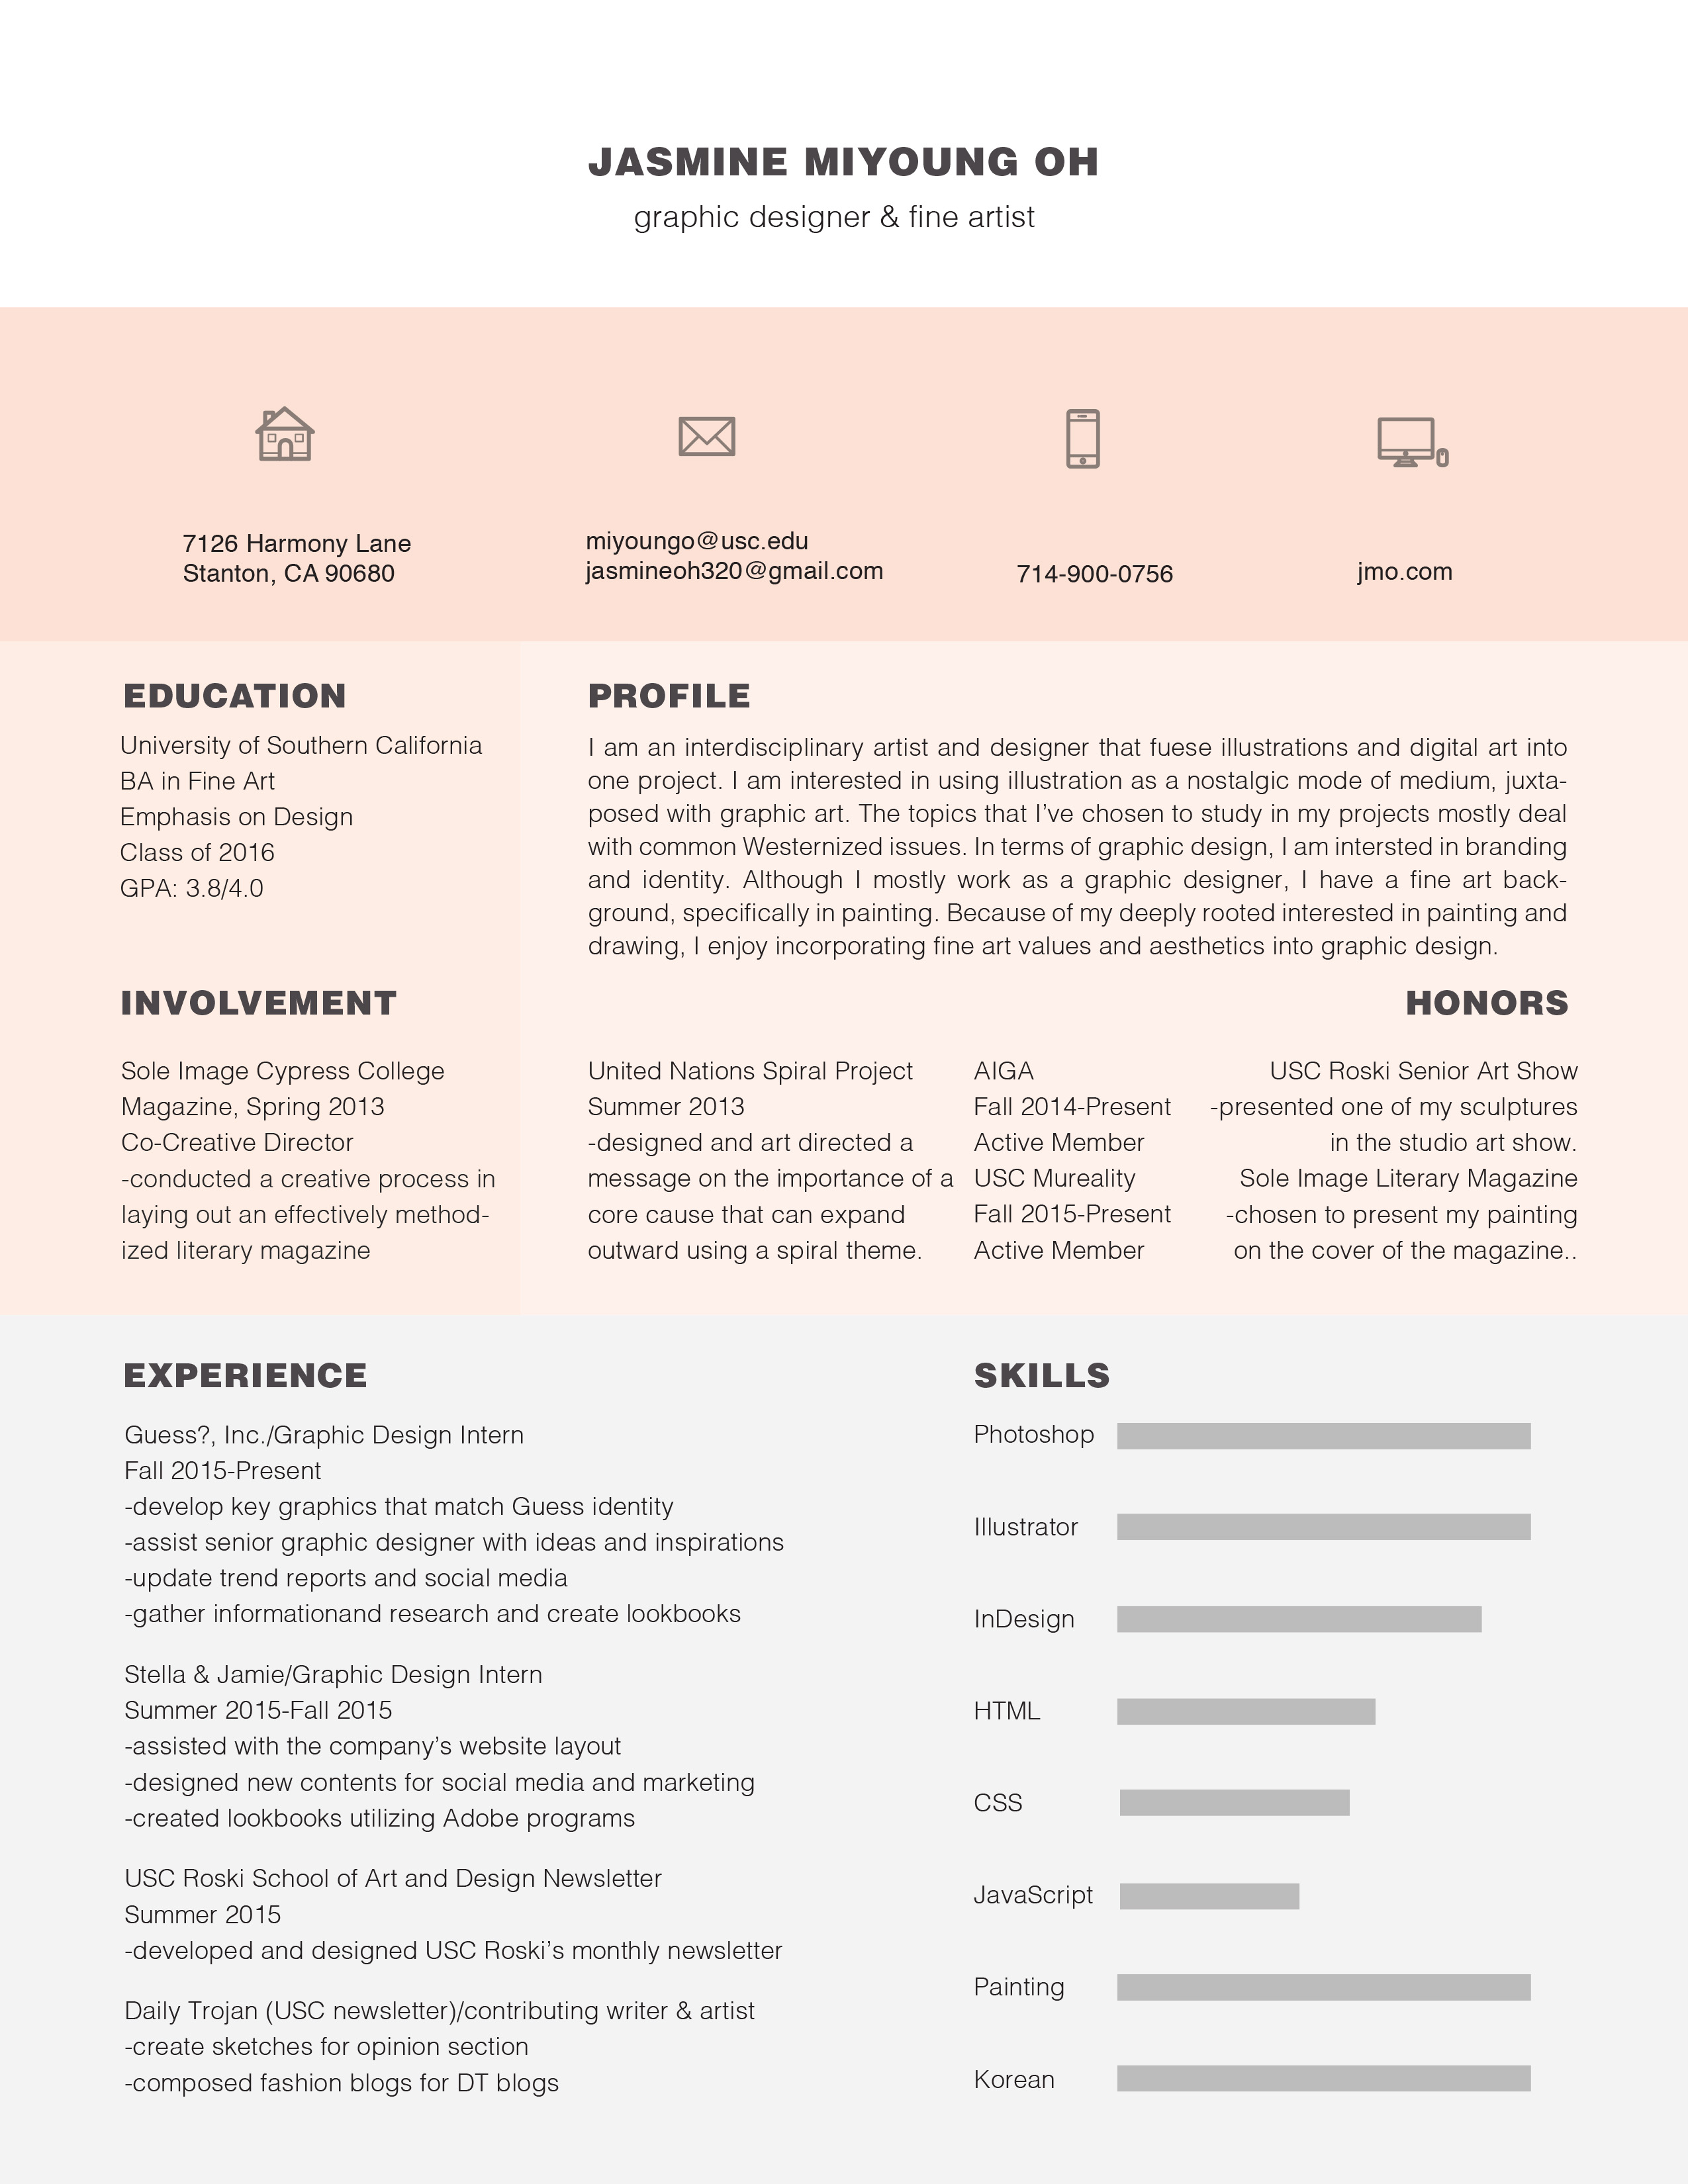 JASMINE MIYOUNG OH
graphic designer & fine artist
7126 Harmony Lane
Stanton, CA 90680
miyoungo@usc.edu
jasmineoh320@gmail.com
714-900-0756
jmo.com
EDUCATION
University of Southern California
BA in Fine Art
Emphasis on Design
Class of 2016
GPA: 3.8/4.0
PROFILE
I am an interdisciplinary artist and designer that fuese illustrations and digital art into
one project. I am interested in using illustration as a nostalgic mode of medium, juxta-
posed with graphic art. The topics that I’ve chosen to study in my projects mostly deal
with common Westernized issues. In terms of graphic design, I am intersted in branding
and identity. Although I mostly work as a graphic designer, I have a fine art back-
ground, specifically in painting. Because of my deeply rooted interested in painting and
drawing, I enjoy incorporating fine art values and aesthetics into graphic design.
INVOLVEMENT
Sole Image Cypress College
Magazine, Spring 2013
Co-Creative Director
-conducted a creative process in
laying out an effectively method-
ized literary magazine
United Nations Spiral Project
Summer 2013
-designed and art directed a
message on the importance of a
core cause that can expand
outward using a spiral theme.
AIGA
Fall 2014-Present
Active Member
USC Mureality
Fall 2015-Present
Active Member
HONORS
USC Roski Senior Art Show
-presented one of my sculptures
in the studio art show.
Sole Image Literary Magazine
-chosen to present my painting
on the cover of the magazine..
EXPERIENCE
Guess?, Inc./Graphic Design Intern
Fall 2015-Present
-develop key graphics that match Guess identity
-assist senior graphic designer with ideas and inspirations
-update trend reports and social media
-gather informationand research and create lookbooks
Stella & Jamie/Graphic Design Intern
Summer 2015-Fall 2015
-assisted with the company’s website layout
-designed new contents for social media and marketing
-created lookbooks utilizing Adobe programs
USC Roski School of Art and Design Newsletter
Summer 2015
-developed and designed USC Roski’s monthly newsletter
Daily Trojan (USC newsletter)/contributing writer & artist
-create sketches for opinion section
-composed fashion blogs for DT blogs
SKILLS
Photoshop
Illustrator
InDesign
HTML
CSS
JavaScript
Painting
Korean